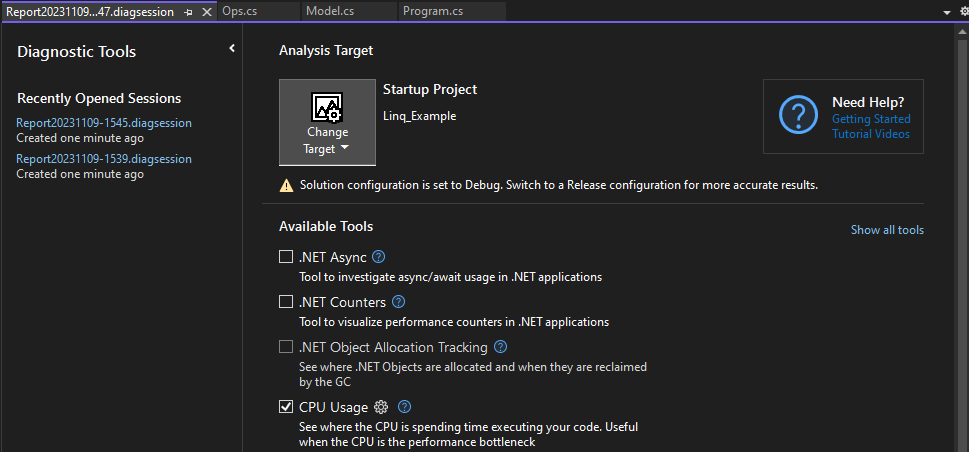 Report20231109...47.diagsession
Ops.cs
Model.cs
Program.cs
Diagnostic Tools
Recently Opened Sessions
Report20231109-1545.diagsession
Created one minute ago
Report20231109-1539.diagsession
Created one minute ago
Analysis Target
Change
Target
Startup Project
Linq_Example
Need Help?
Getting Started
Tutorial Videos
Solution configuration is set to Debug. Switch to a Release configuration for more accurate results.
Available Tools
Show all tools
.NET Async
Tool to investigate async/await usage in .NET applications
.NET Counters
Tool to visualize performance counters in .NET applications
.NET Object Allocation Tracking
See where .NET Objects are allocated and when they are reclaimed
by the GC
CPU Usage
See where the CPU is spending time executing your code. Useful
when the CPU is the performance bottleneck